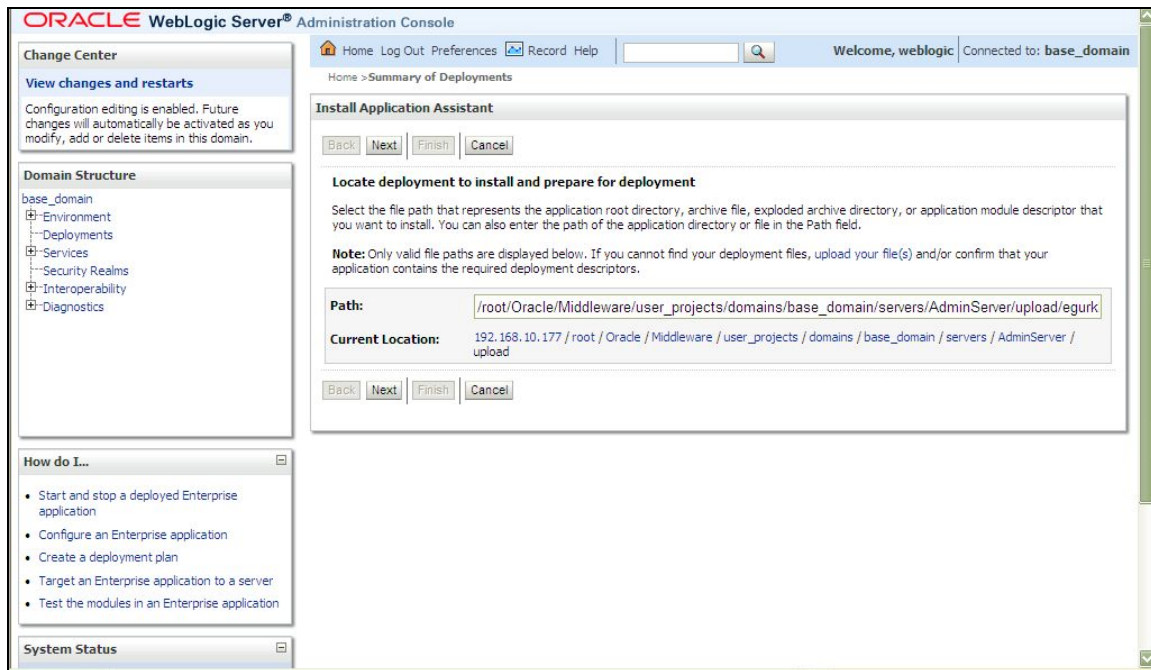 ORACLE WebLogic Server® Administration Console
Change Center
View changes and restarts
Configuration editing is enabled. Future
changes will automatically be activated as you
modify, add or delete items in this domain.
Domain Structure
base_domain
Environment
Deployments
Services
Security Realms
Interoperability
Diagnostics
How do I...
Start and stop a deployed Enterprise
application
Configure an Enterprise application
Create a deployment plan
Target an Enterprise application to a server
Test the modules in an Enterprise application
System Status
Home Log Out Preferences Record Help
Welcome, weblogic Connected to: base_domain
Home >Summary of Deployments
Install Application Assistant
Back Next Finish Cancel
Locate deployment to install and prepare for deployment
Select the file path that represents the application root directory, archive file, exploded archive directory, or application module descriptor that
you want to install. You can also enter the path of the application directory or file in the Path field.
Note: Only valid file paths are displayed below. If you cannot find your deployment files, upload your file(s) and/or confirm that your
application contains the required deployment descriptors.
Path: /root/Oracle/Middleware/user_projects/domains/base_domain/servers/AdminServer/upload/egurk
Current Location: 192.168.10.177 / root / Oracle / Middleware / user_projects / domains / base_domain / servers / AdminServer /
upload
Back Next Finish Cancel